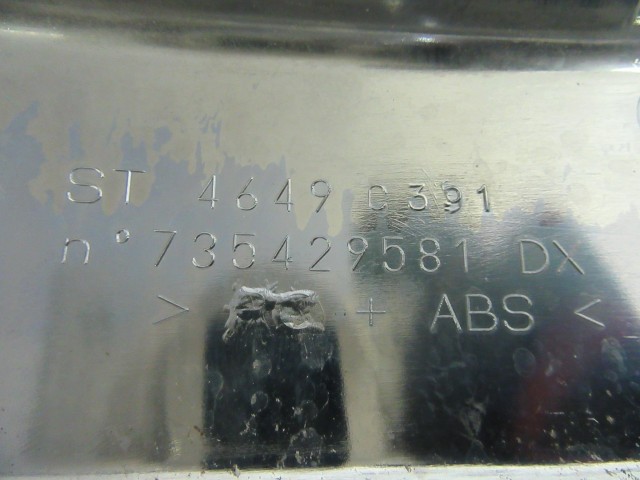 ST 4649 C391
n°735429581 DX
> + ABS <